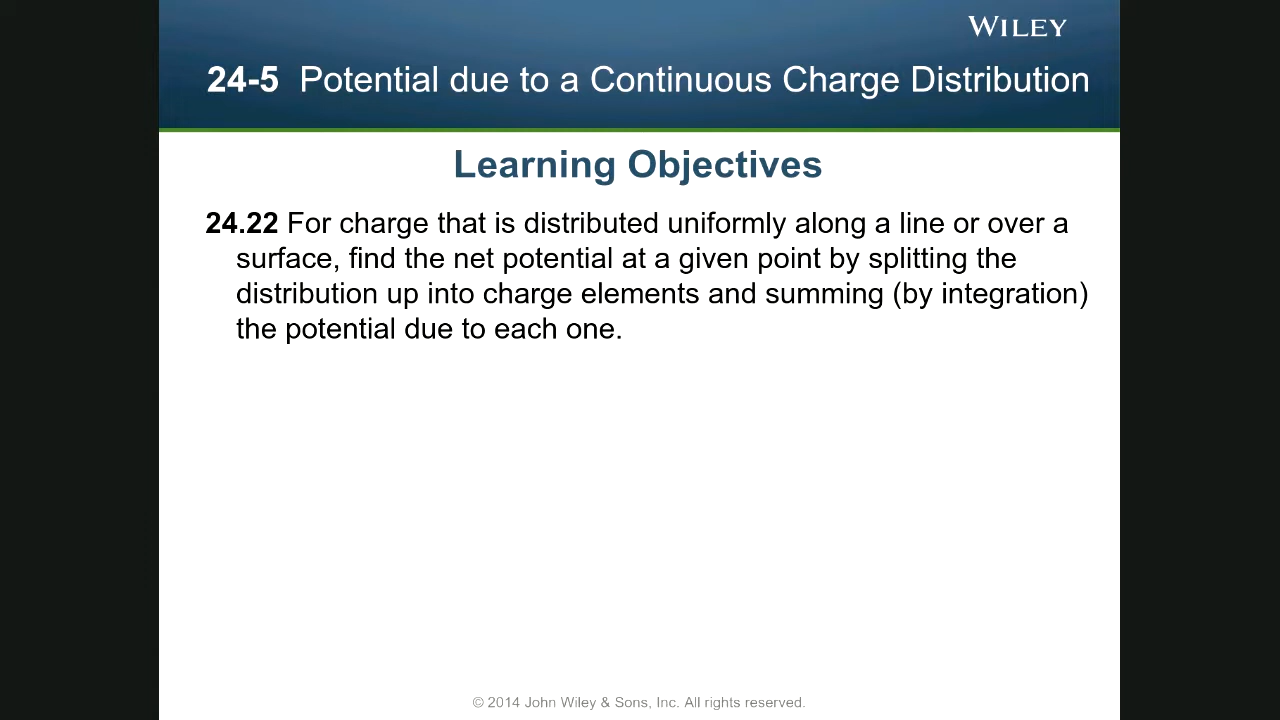 WILEY
24-5 Potential due to a Continuous Charge Distribution
Learning Objectives
24.22 For charge that is distributed uniformly along a line or over a
surface, find the net potential at a given point by splitting the
distribution up into charge elements and summing (by integration)
the potential due to each one.
© 2014 John Wiley & Sons, Inc. All rights reserved.